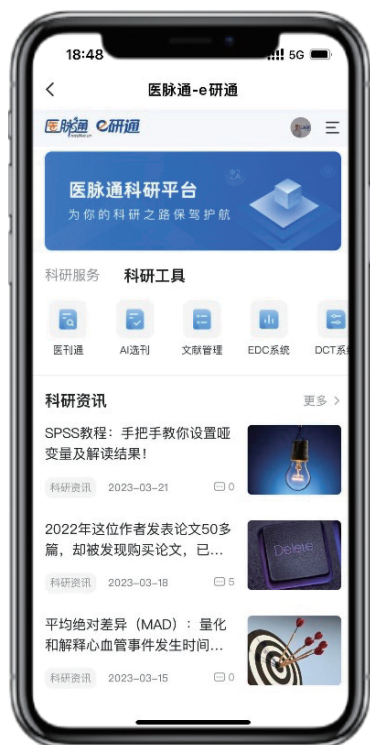 18:48
5G
医脉通-e研通
医脉通 e研通
医脉通科研平台
为你的科研之路保驾护航
科研服务 科研工具
医刊通 AI选刊 文献管理 EDC系统 DCT系
科研资讯 更多 >
SPSS教程：手把手教你设置哑
变量及解读结果！
科研资讯 2023-03-21 0
2022年这位作者发表论文50多
篇，却被发现购买论文，已...
科研资讯 2023-03-18 5
Delete
平均绝对差异（MAD）：量化
和解释心血管事件发生时间...
科研资讯 2023-03-15 0